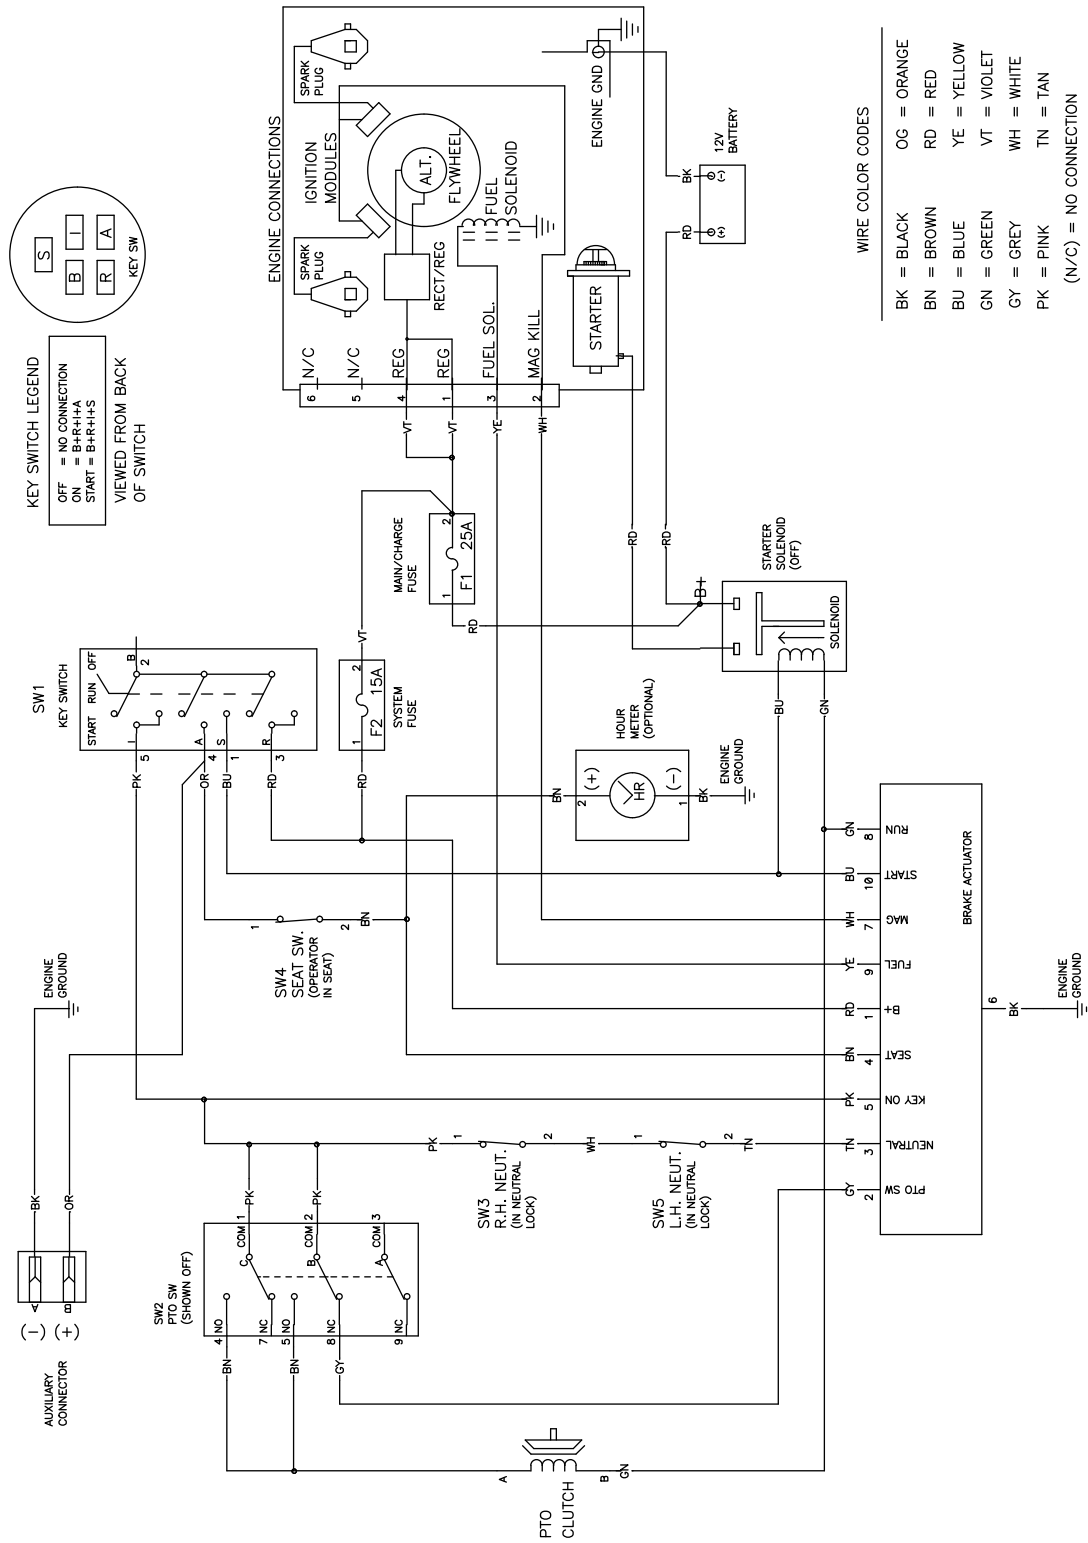 KEY SWITCH LEGEND
OFF = NO CONNECTION
ON = B+R+I+A
START = B+R+I+S
VIEWED FROM BACK
OF SWITCH
S
B
I
R
A
KEY SW
ENGINE CONNECTIONS
SPARK
PLUG
SPARK
PLUG
IGNITION
MODULES
ALT.
FLYWHEEL
RECT/REG
FUEL
SOLENOID
ENGINE GND
STARTER
6
N/C
5
N/C
4
REG
1
REG
3
FUEL SOL.
2
MAG KILL
VT
VT
YE
WH
12V
BATTERY
BK
(-)
RD
(+)
WIRE COLOR CODES
BK = BLACK
BN = BROWN
BU = BLUE
GN = GREEN
GY = GREY
PK = PINK
OG = ORANGE
RD = RED
YE = YELLOW
VT = VIOLET
WH = WHITE
TN = TAN
(N/C) = NO CONNECTION
SW1
KEY SWITCH
START
RUN
OFF
B
2
I
5
A
4
S
1
R
3
PK
OR
BU
RD
MAIN/CHARGE
FUSE
1
2
F1
25A
RD
VT
SYSTEM
FUSE
1
2
F2
15A
RD
RD
RD
B+
STARTER
SOLENOID
(OFF)
SOLENOID
BU
GN
HOUR
METER
(OPTIONAL)
BN
2
(+)
HR
(-)
1
BK
ENGINE
GROUND
SW4
SEAT SW.
(OPERATOR
IN SEAT)
1
2
BN
ENGINE
GROUND
BK
OR
A
B
(-)
(+)
AUXILIARY
CONNECTOR
SW2
PTO SW
(SHOWN OFF)
PK
PK
COM 1
COM 2
COM 3
C
B
A
4 NO
7 NC
5 NO
8 NC
9 NC
BN
BN
GY
PK
1
2
SW3
R.H. NEUT.
(IN NEUTRAL
LOCK)
WH
1
2
SW5
L.H. NEUT.
(IN NEUTRAL
LOCK)
TN
PTO
CLUTCH
A
B
GN
BRAKE ACTUATOR
GN
8
RUN
BU
10
START
WH
7
MAG
YE
9
FUEL
RD
1
B+
BN
4
SEAT
PK
5
KEY ON
TN
3
NEUTRAL
GY
2
PTO SW
6
BK
ENGINE
GROUND